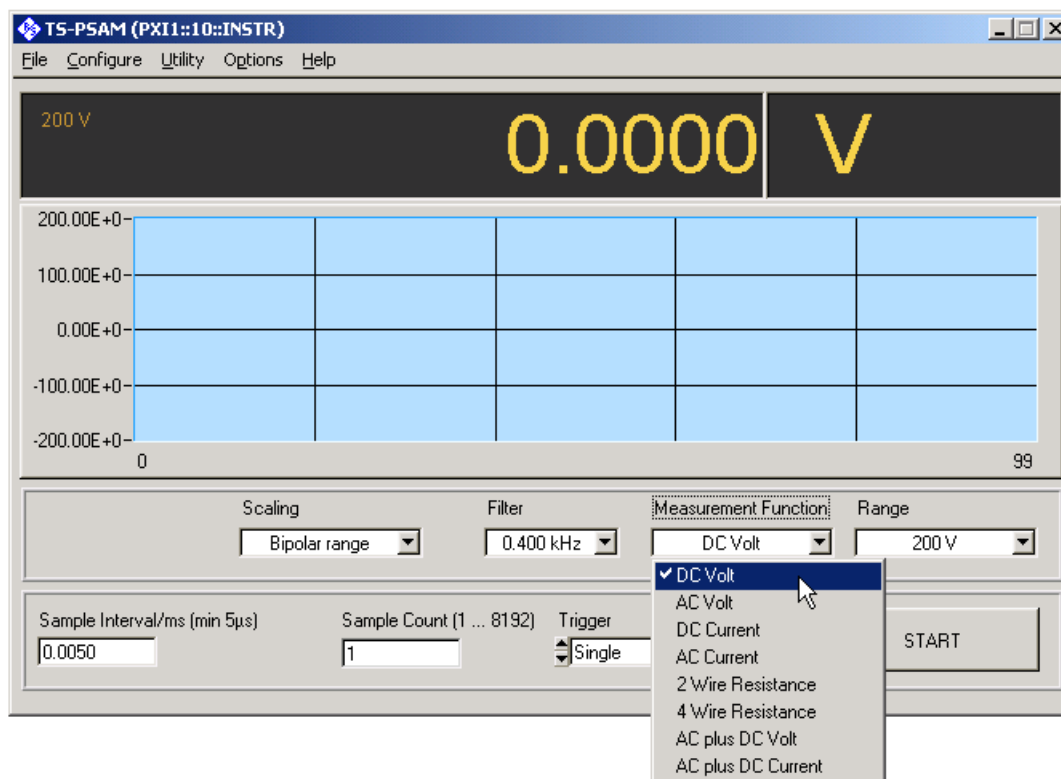 TS-PSAM (PXI1::10::INSTR)
File Configure Utility Options Help
200 V
0.0000 V
200.00E+0-
100.00E+0-
0.00E+0-
-100.00E+0-
-200.00E+0-
0 99
Scaling Filter Measurement Function Range
Bipolar range 0.400 kHz DC Volt 200 V
DC Volt
AC Volt
DC Current
AC Current
2 Wire Resistance
4 Wire Resistance
AC plus DC Volt
AC plus DC Current
Sample Interval/ms (min 5µs) Sample Count (1 ... 8192) Trigger
0.0050 1 Single
START